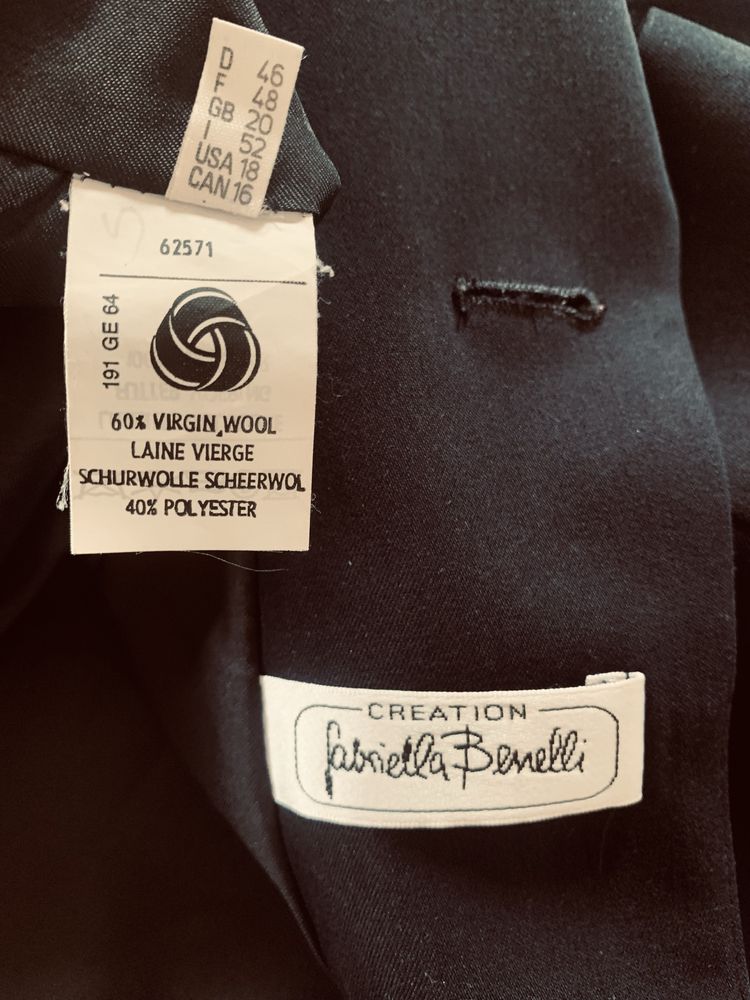 D 46
F 48
GB 20
I 52
USA 18
CAN 16
62571
191 GE 64
60% VIRGIN WOOL
LAINE VIERGE
SCHURWOLLE SCHEERWOL
40% POLYESTER
CREATION
Gabriella Benelli